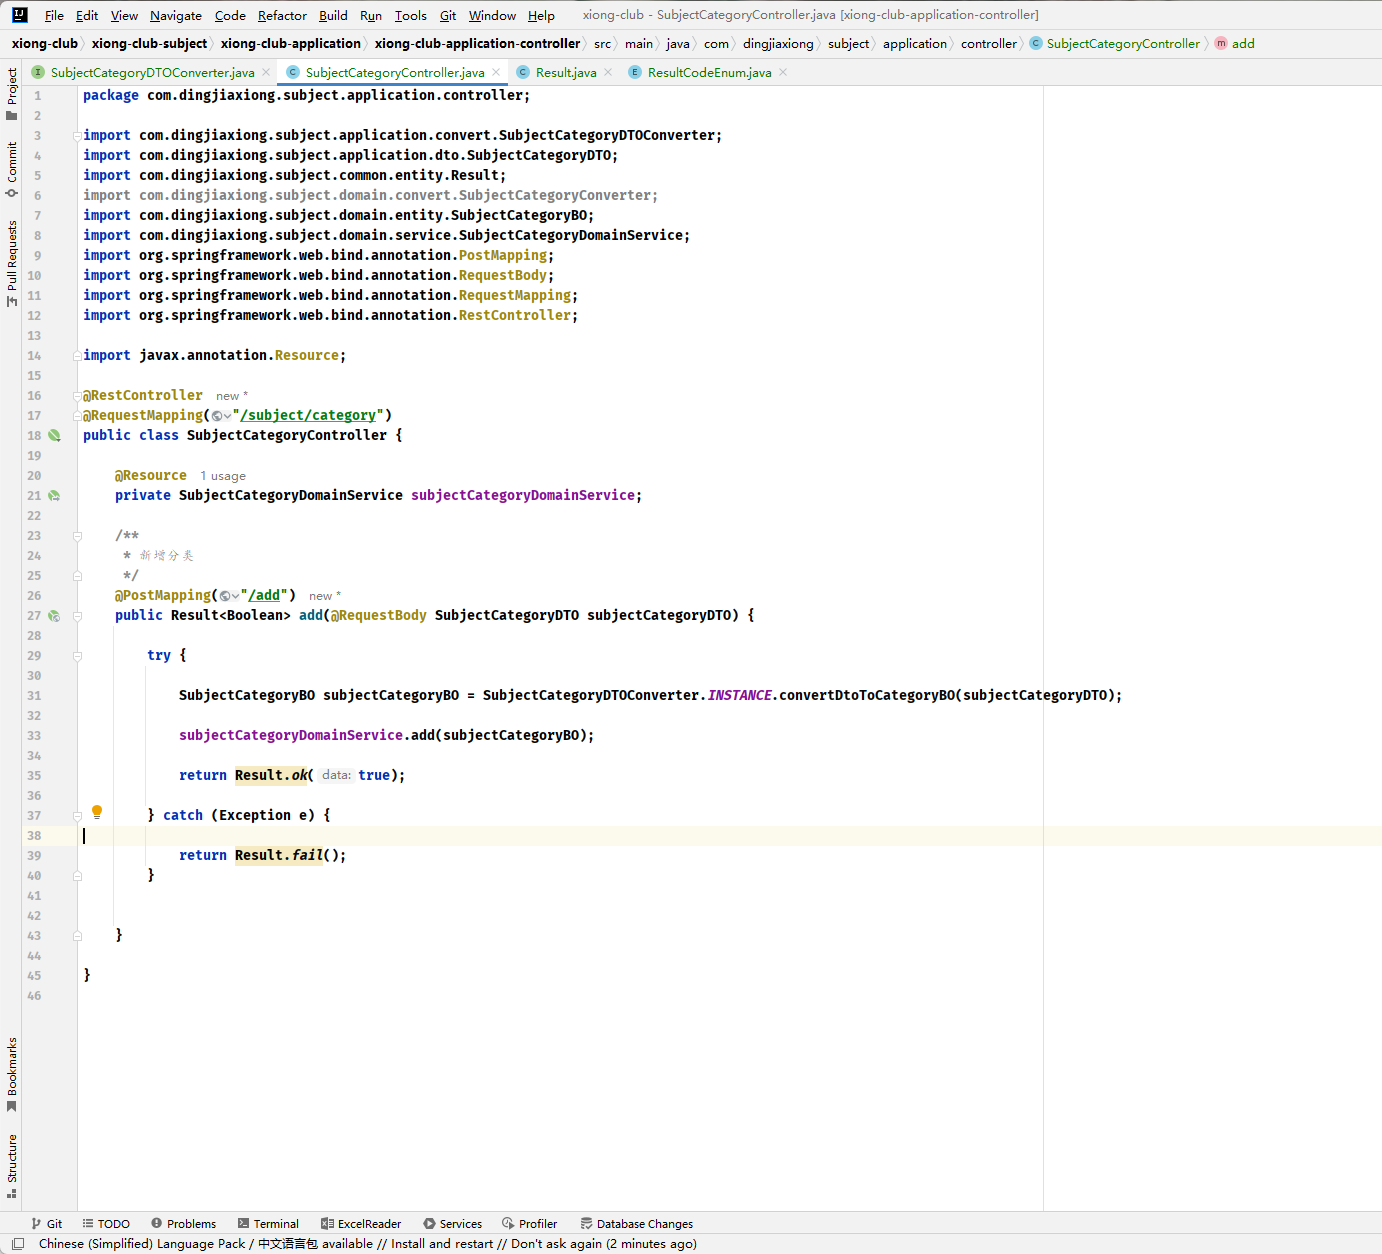 File Edit View Navigate Code Refactor Build Run Tools Git Window Help xiong-club - SubjectCategoryController.java [xiong-club-application-controller]
xiong-club xiong-club-subject xiong-club-application xiong-club-application-controller src main java com dingjiaxiong subject application controller SubjectCategoryController add
SubjectCategoryDTOConverter.java SubjectCategoryController.java Result.java ResultCodeEnum.java
Project
Commit
Pull Requests
Bookmarks
Structure
1 package com.dingjiaxiong.subject.application.controller;
2
3 import com.dingjiaxiong.subject.application.convert.SubjectCategoryDTOConverter;
4 import com.dingjiaxiong.subject.application.dto.SubjectCategoryDTO;
5 import com.dingjiaxiong.subject.common.entity.Result;
6 import com.dingjiaxiong.subject.domain.convert.SubjectCategoryConverter;
7 import com.dingjiaxiong.subject.domain.entity.SubjectCategoryBO;
8 import com.dingjiaxiong.subject.domain.service.SubjectCategoryDomainService;
9 import org.springframework.web.bind.annotation.PostMapping;
10 import org.springframework.web.bind.annotation.RequestBody;
11 import org.springframework.web.bind.annotation.RequestMapping;
12 import org.springframework.web.bind.annotation.RestController;
13
14 import javax.annotation.Resource;
15
16 @RestController new *
17 @RequestMapping("/subject/category")
18 public class SubjectCategoryController {
19
20 @Resource 1 usage
21 private SubjectCategoryDomainService subjectCategoryDomainService;
22
23 /**
24 * 新增分类
25 */
26 @PostMapping("/add") new *
27 public Result<Boolean> add(@RequestBody SubjectCategoryDTO subjectCategoryDTO) {
28
29 try {
30
31 SubjectCategoryBO subjectCategoryBO = SubjectCategoryDTOConverter.INSTANCE.convertDtoToCategoryBO(subjectCategoryDTO);
32
33 subjectCategoryDomainService.add(subjectCategoryBO);
34
35 return Result.ok( data: true);
36
37 } catch (Exception e) {
38
39 return Result.fail();
40 }
41
42
43 }
44
45 }
46
Git TODO Problems Terminal ExcelReader Services Profiler Database Changes
Chinese (Simplified) Language Pack / 中文语言包 available // Install and restart // Don't ask again (2 minutes ago)